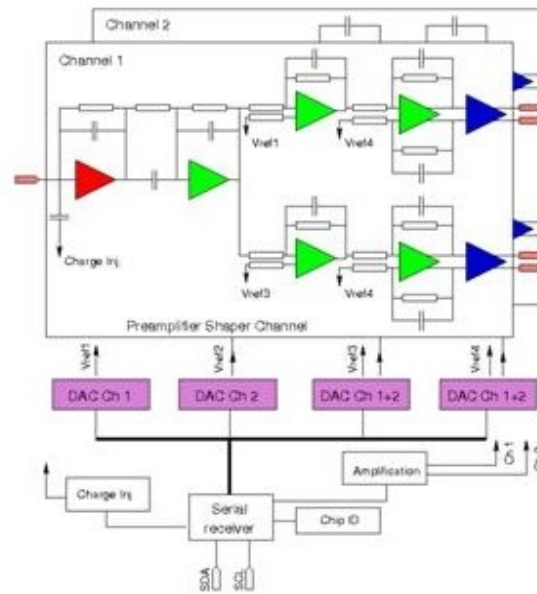 Channel 2
Channel 1
Vref1
Vref4
Charge Inj.
Vref3
Vref4
Preamplifier Shaper Channel
Vref1
Vref2
Vref3
Vref4
DAC Ch 1
DAC Ch 2
DAC Ch 1+2
DAC Ch 1+2
Amplification
Charge Inj.
Serial
receiver
Chip ID
SDA
SCL